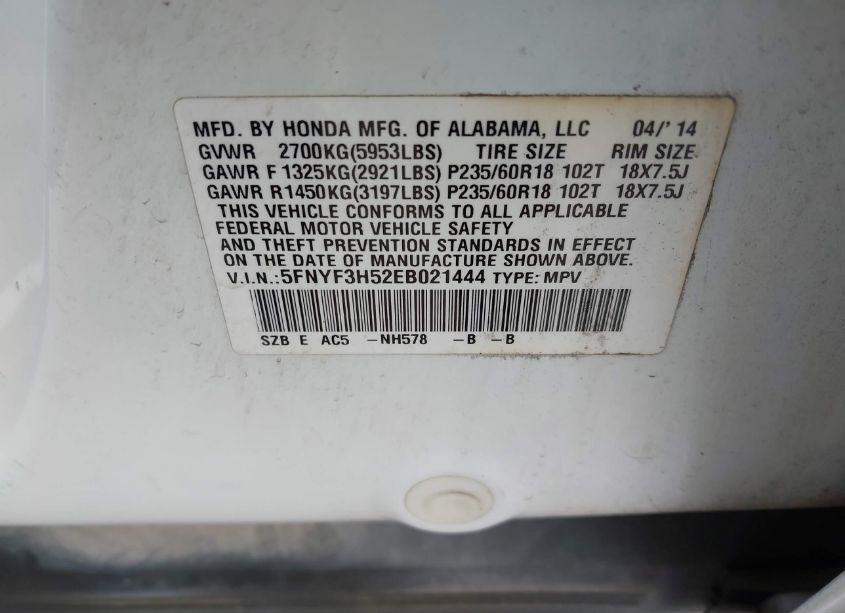 MFD. BY HONDA MFG. OF ALABAMA, LLC 04/'14
GVWR 2700KG(5953LBS) TIRE SIZE RIM SIZE
GAWR F 1325KG(2921LBS) P235/60R18 102T 18X7.5J
GAWR R1450KG(3197LBS) P235/60R18 102T 18X7.5J
THIS VEHICLE CONFORMS TO ALL APPLICABLE
FEDERAL MOTOR VEHICLE SAFETY
AND THEFT PREVENTION STANDARDS IN EFFECT
ON THE DATE OF MANUFACTURE SHOWN ABOVE.
V.I.N.:5FNYF3H52EB021444 TYPE: MPV
SZB E AC5 -NH578 -B -B